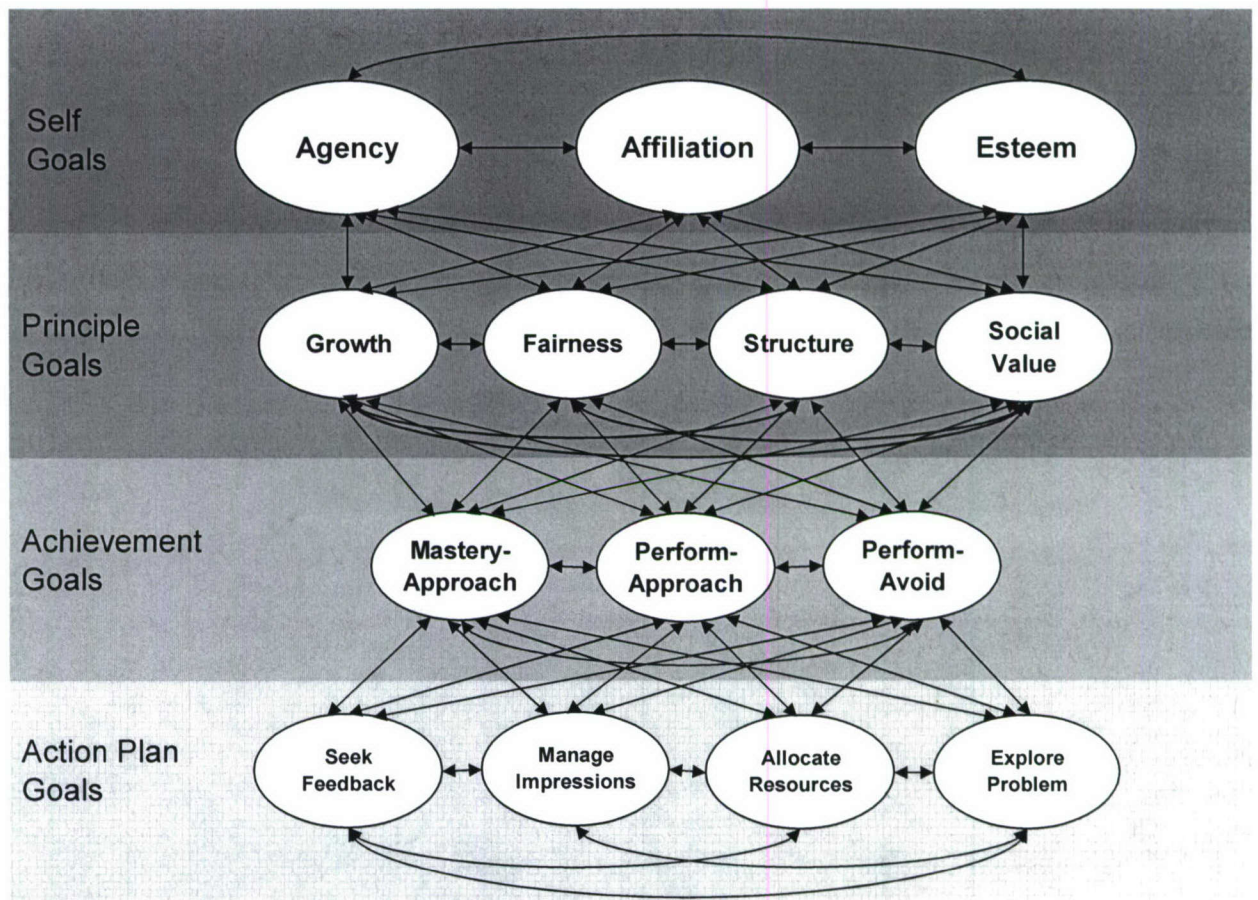 Self
Goals
Agency
Affiliation
Esteem
Principle
Goals
Growth
Fairness
Structure
Social
Value
Achievement
Goals
Mastery-
Approach
Perform-
Approach
Perform-
Avoid
Action Plan
Goals
Seek
Feedback
Manage
Impressions
Allocate
Resources
Explore
Problem